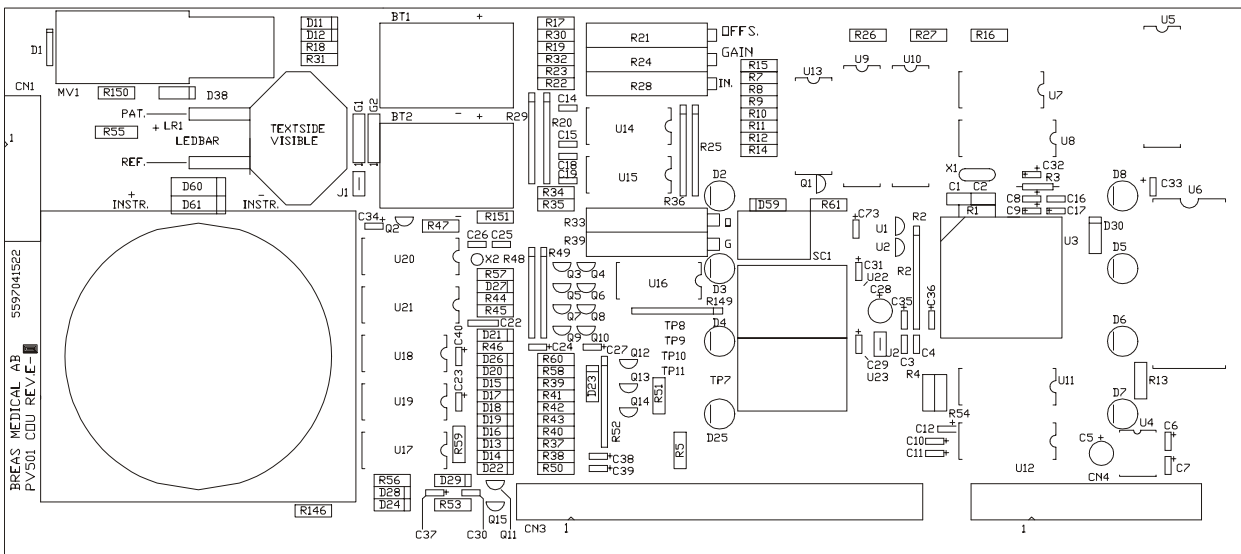 D11
D12
R18
R31
D1
CN1
MV1
R150
D38
PAT.
+ LR1
LEDBAR
REF.
R55
TEXTSIDE
VISIBLE
1
G1
G2
1
1
J1
D60
D61
+
INSTR.
-
INSTR.
BT1
+
BT2
-
+
-
R17
R30
R19
R32
R23
R22
R29
R20
C14
C15
C18
C19
R34
R35
R21
R24
R28
OFFS.
GAIN
IN.
U14
U15
R25
R36
R33
R39
G
R15
R7
R8
R9
R10
R11
R12
R14
U13
U9
U10
R26
R27
R16
U5
U7
U8
Q1
X1
C32
R3
C1
C2
R1
C8
C9
C16
C17
D8
C33
U6
D2
D59
R61
C73
U1
U2
R2
R2
U3
D30
D5
C34
Q2
R47
R151
C26
C25
X2
R48
R49
Q3
Q4
Q5
Q6
Q7
Q8
Q9
Q10
U16
D3
SC1
C31
U22
C28
C35
C36
R149
D4
TP8
TP9
TP10
TP11
TP7
C29
U23
J2
C3
C4
R4
R54
D6
D7
R13
U20
U21
U18
U19
U17
R57
D27
R44
R45
C22
D21
R46
D26
D20
D15
D17
D18
D19
D16
D13
D14
D22
C40
C23
R59
C24
R60
R58
R39
R41
R42
R43
R40
R37
R38
R50
C27
D23
R52
C38
C39
Q12
Q13
Q14
R51
R5
D25
U11
U12
C12
C10
C11
C5
U4
C6
C7
CN4
1
R56
D28
D24
D29
R53
C37
C30
Q11
Q15
CN3
1
R146
5597041522
BREAS MEDICAL AB
PV501 CDU REV.E-